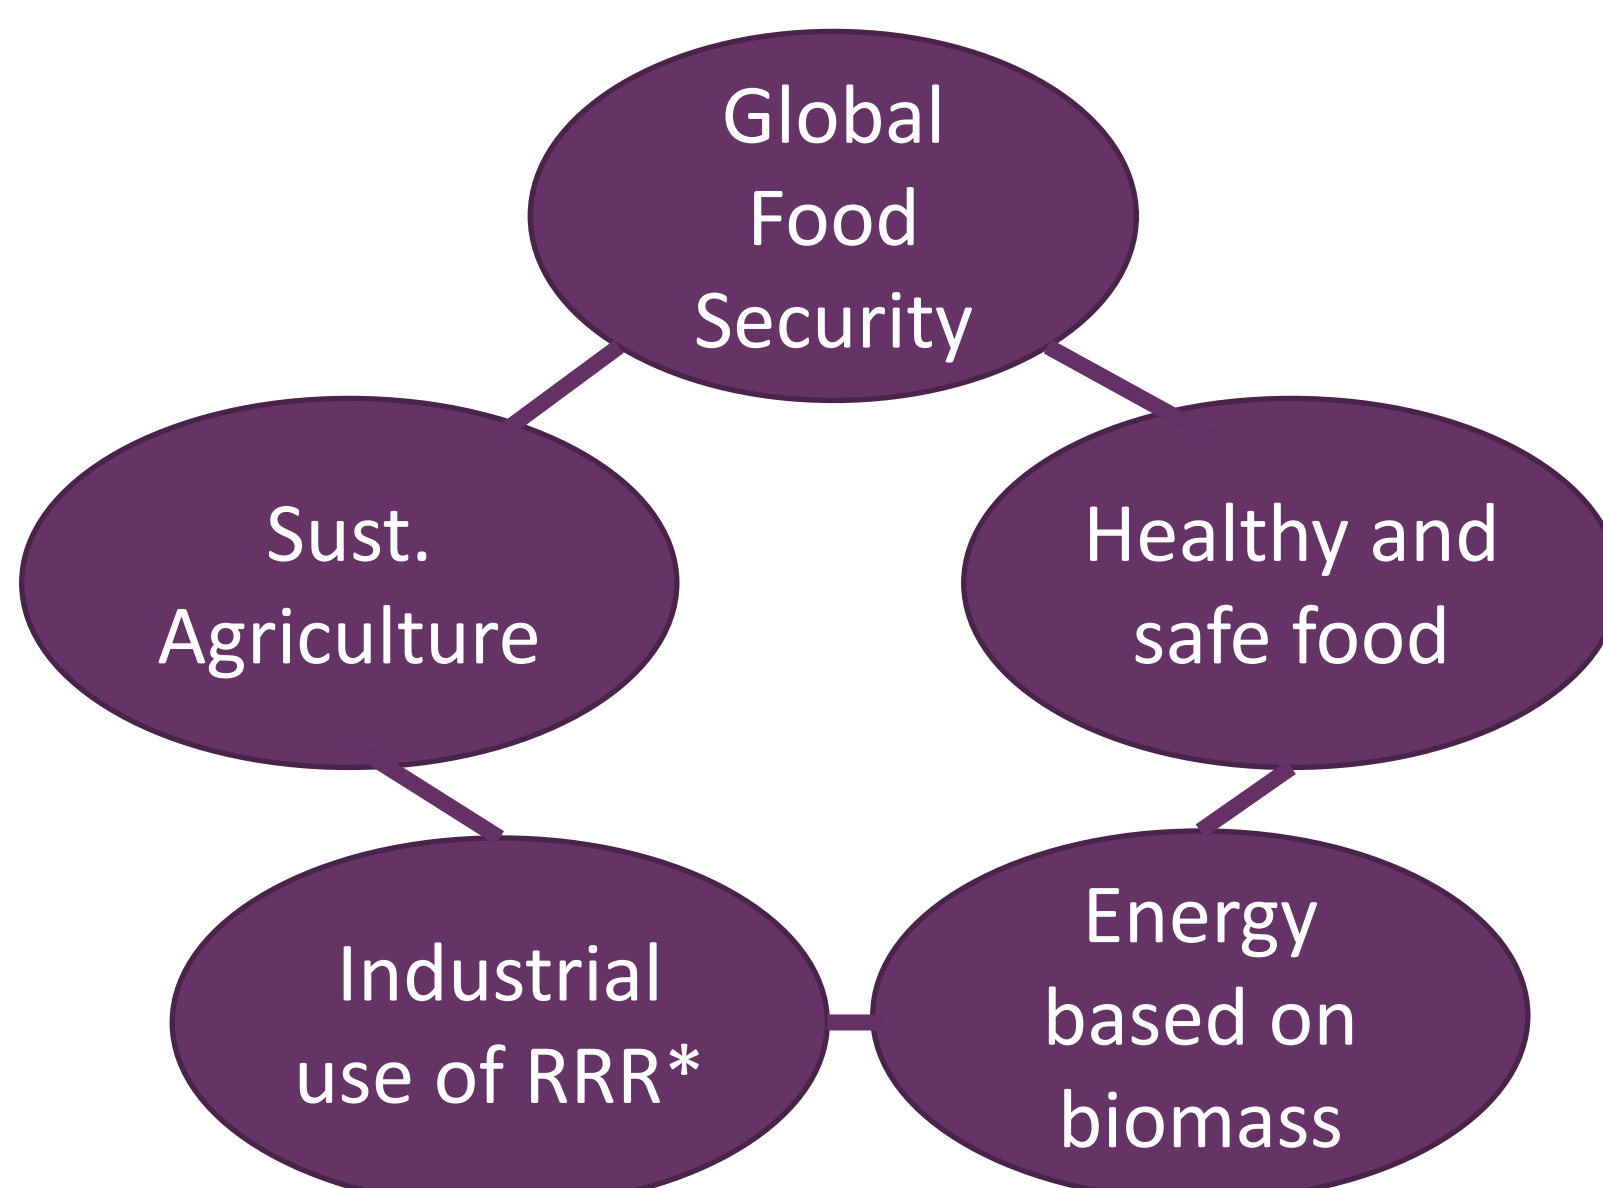 Global
Food
Security
Sust.
Agriculture
Healthy and
safe food
Industrial
use of RRR*
Energy
based on
biomass